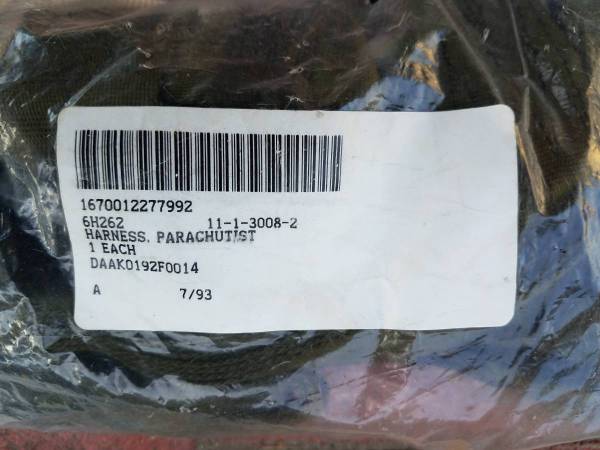 1670012277992
6H262 11-1-3008-2
HARNESS. PARACHUTIST
1 EACH
DAAK0192F0014
A 7/93